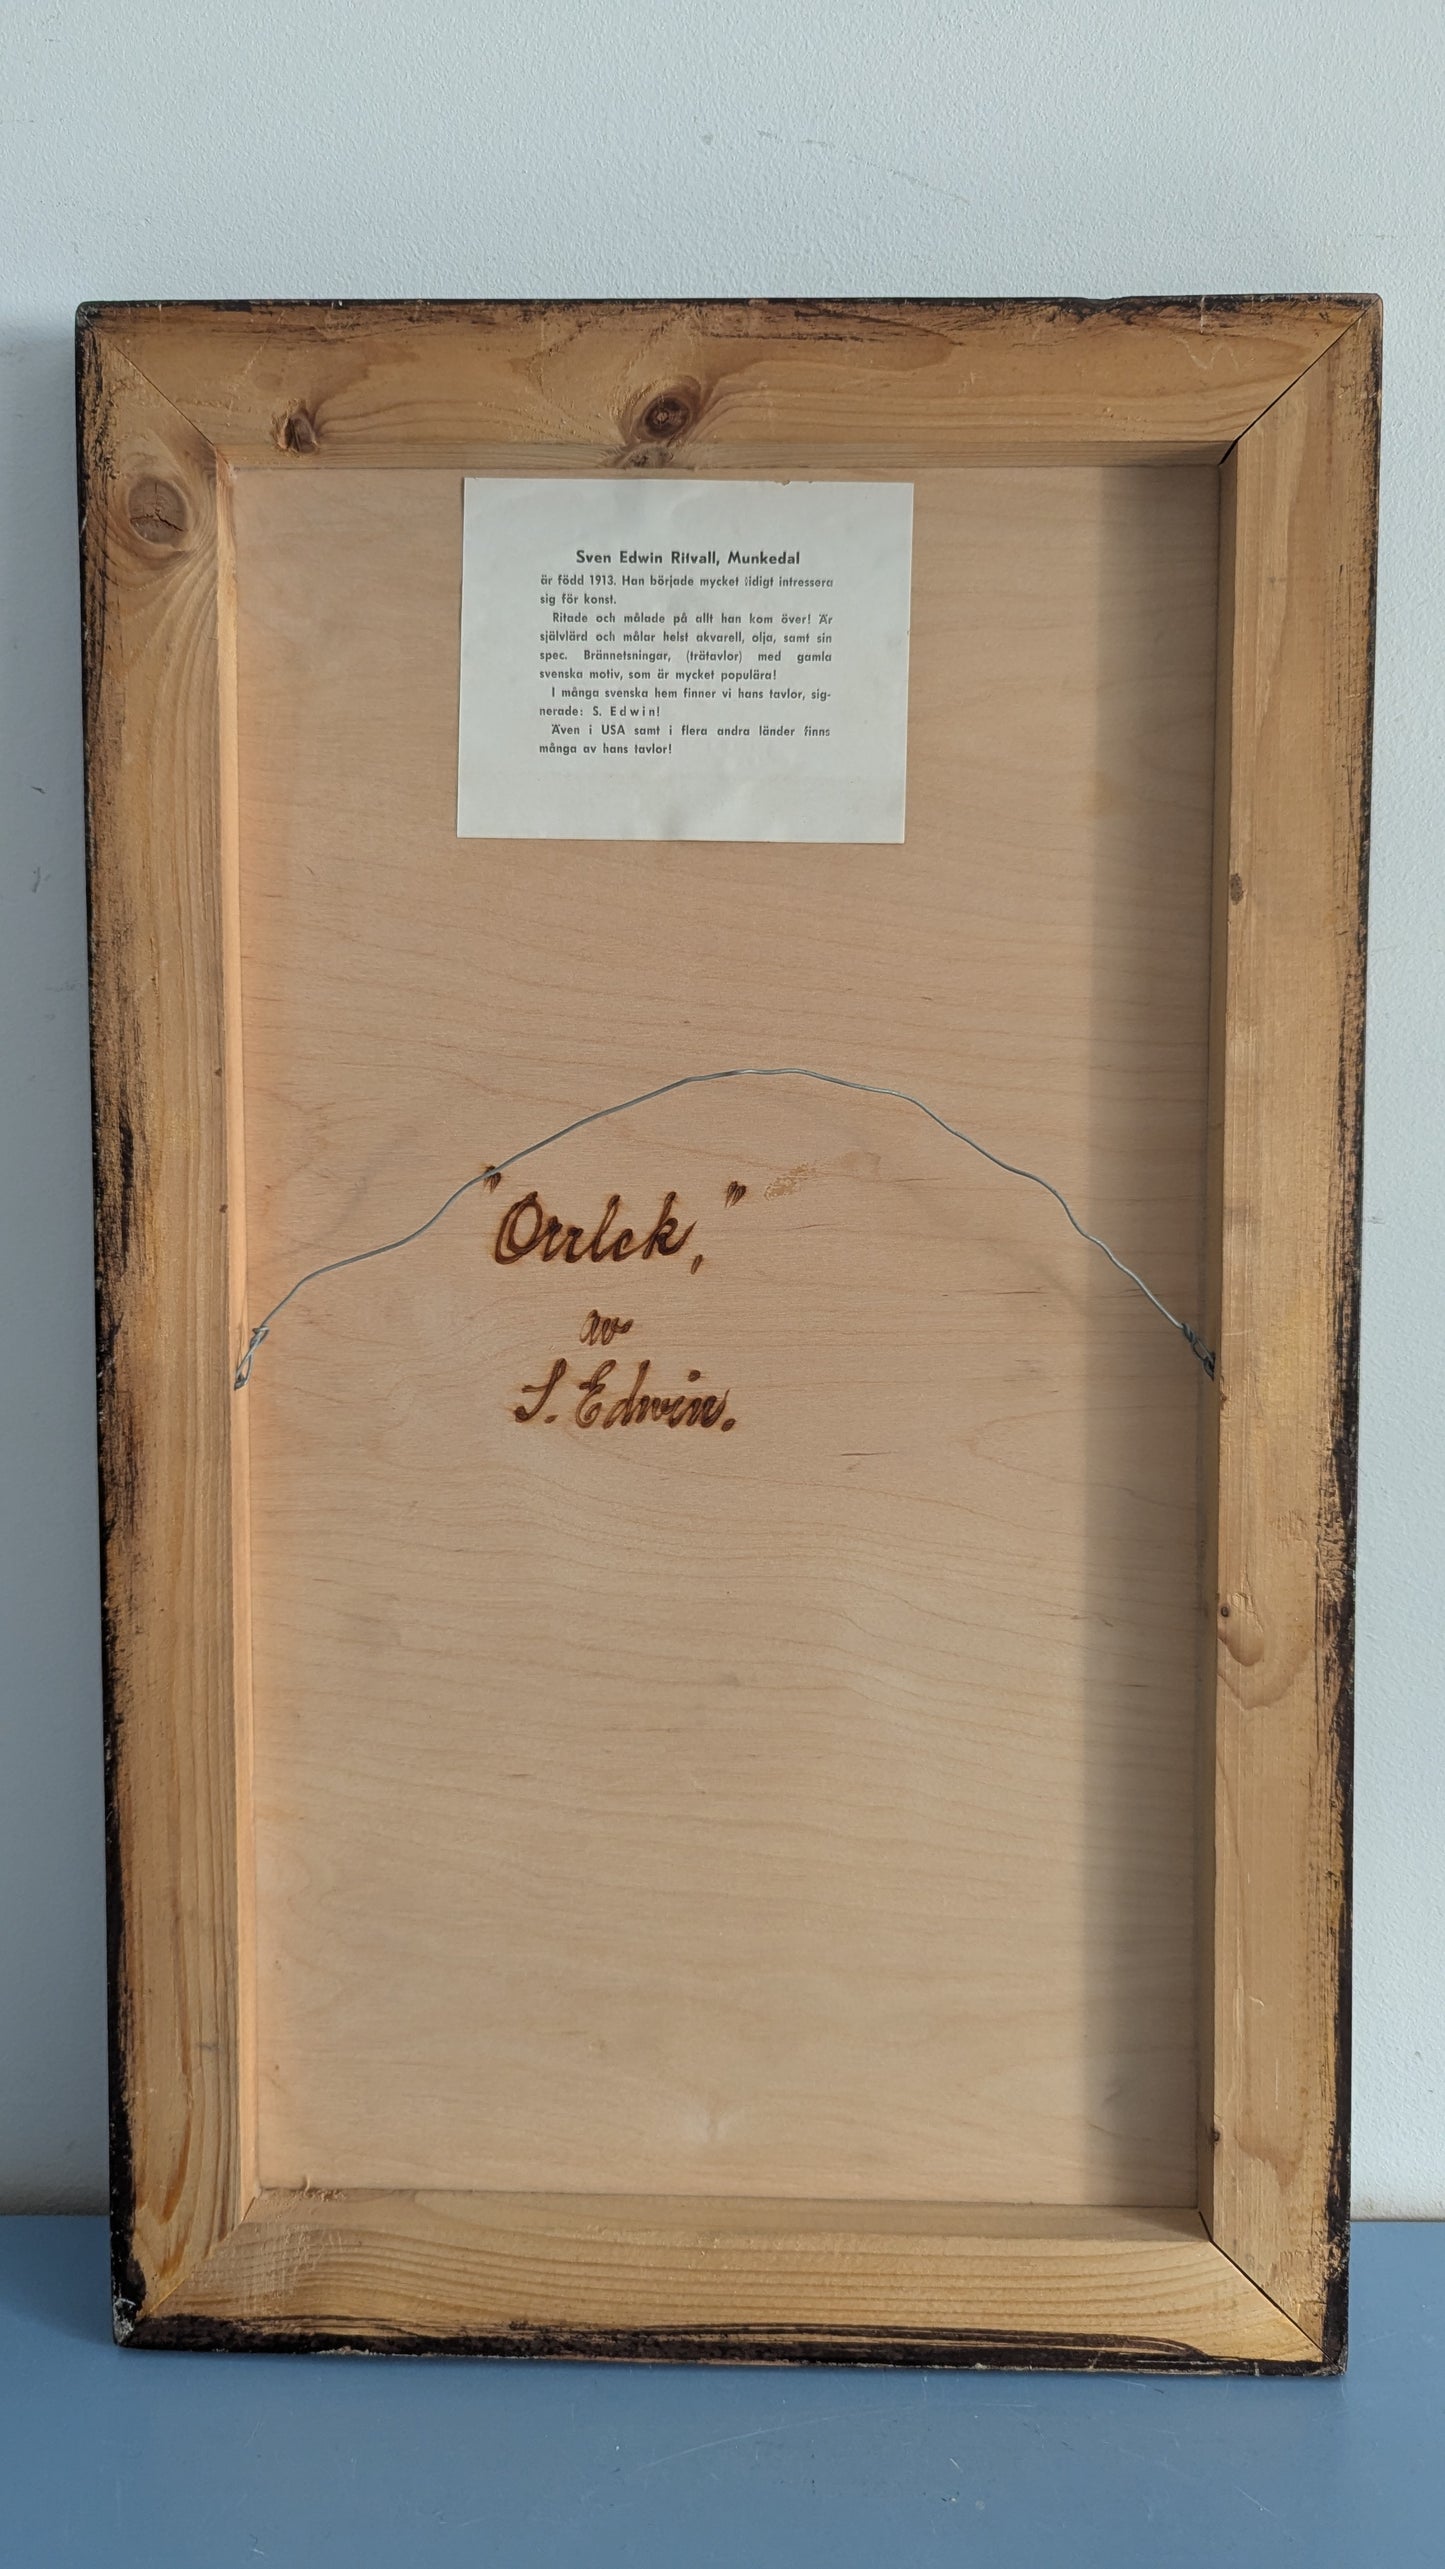 Sven Edwin Ritvall, Munkedal
är född 1913. Han började mycket tidigt intressera
sig för konst.
Ritade och målade på allt han kom över! Är
självlärd och målar helst akvarell, olja, samt sin
spec. Brännetsningar, (trätavlor) med gamla
svenska motiv, som är mycket populära!
I många svenska hem finner vi hans tavlor, sig-
nerade: S. Edwin!
Även i USA samt i flera andra länder finns
många av hans tavlor!
"Orrlek,"
av
S. Edwin.